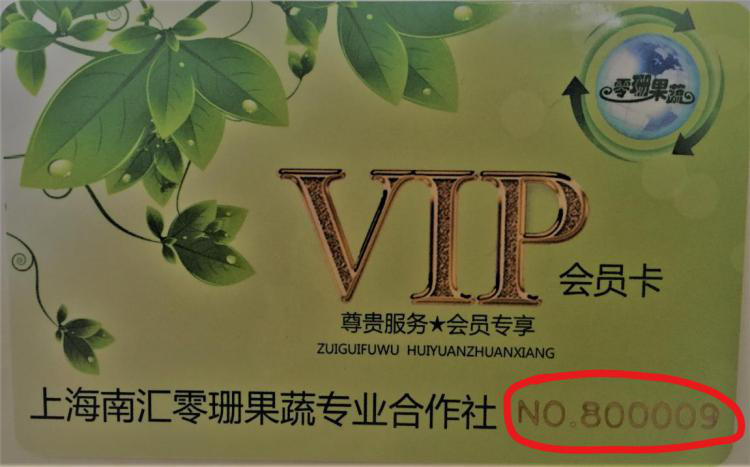 零珊果蔬
VIP 会员卡
尊贵服务★会员专享
ZUIGUIFUWU HUIYUANZHUANXIANG
上海南汇零珊果蔬专业合作社 NO.800009